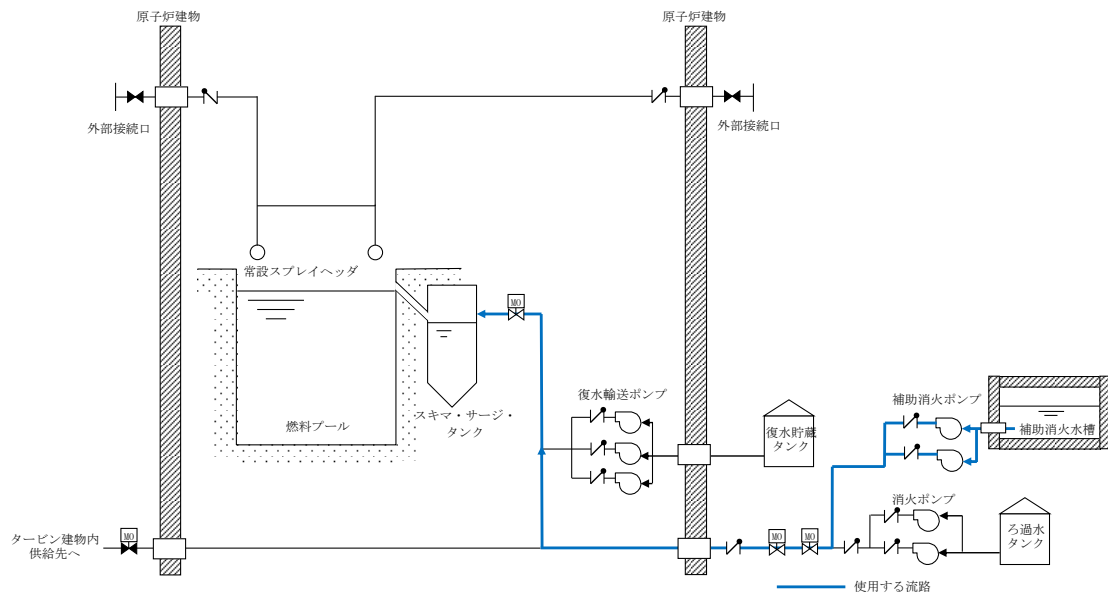 原子炉建物
原子炉建物
外部接続口
外部接続口
常設スプレイヘッダ
MO
燃料プール
スキマ・サージ・
タンク
復水輸送ポンプ
復水貯蔵
タンク
補助消火ポンプ
補助消火水槽
消火ポンプ
ろ過水
タンク
タービン建物内
供給先へ
MO
MO
MO
使用する流路